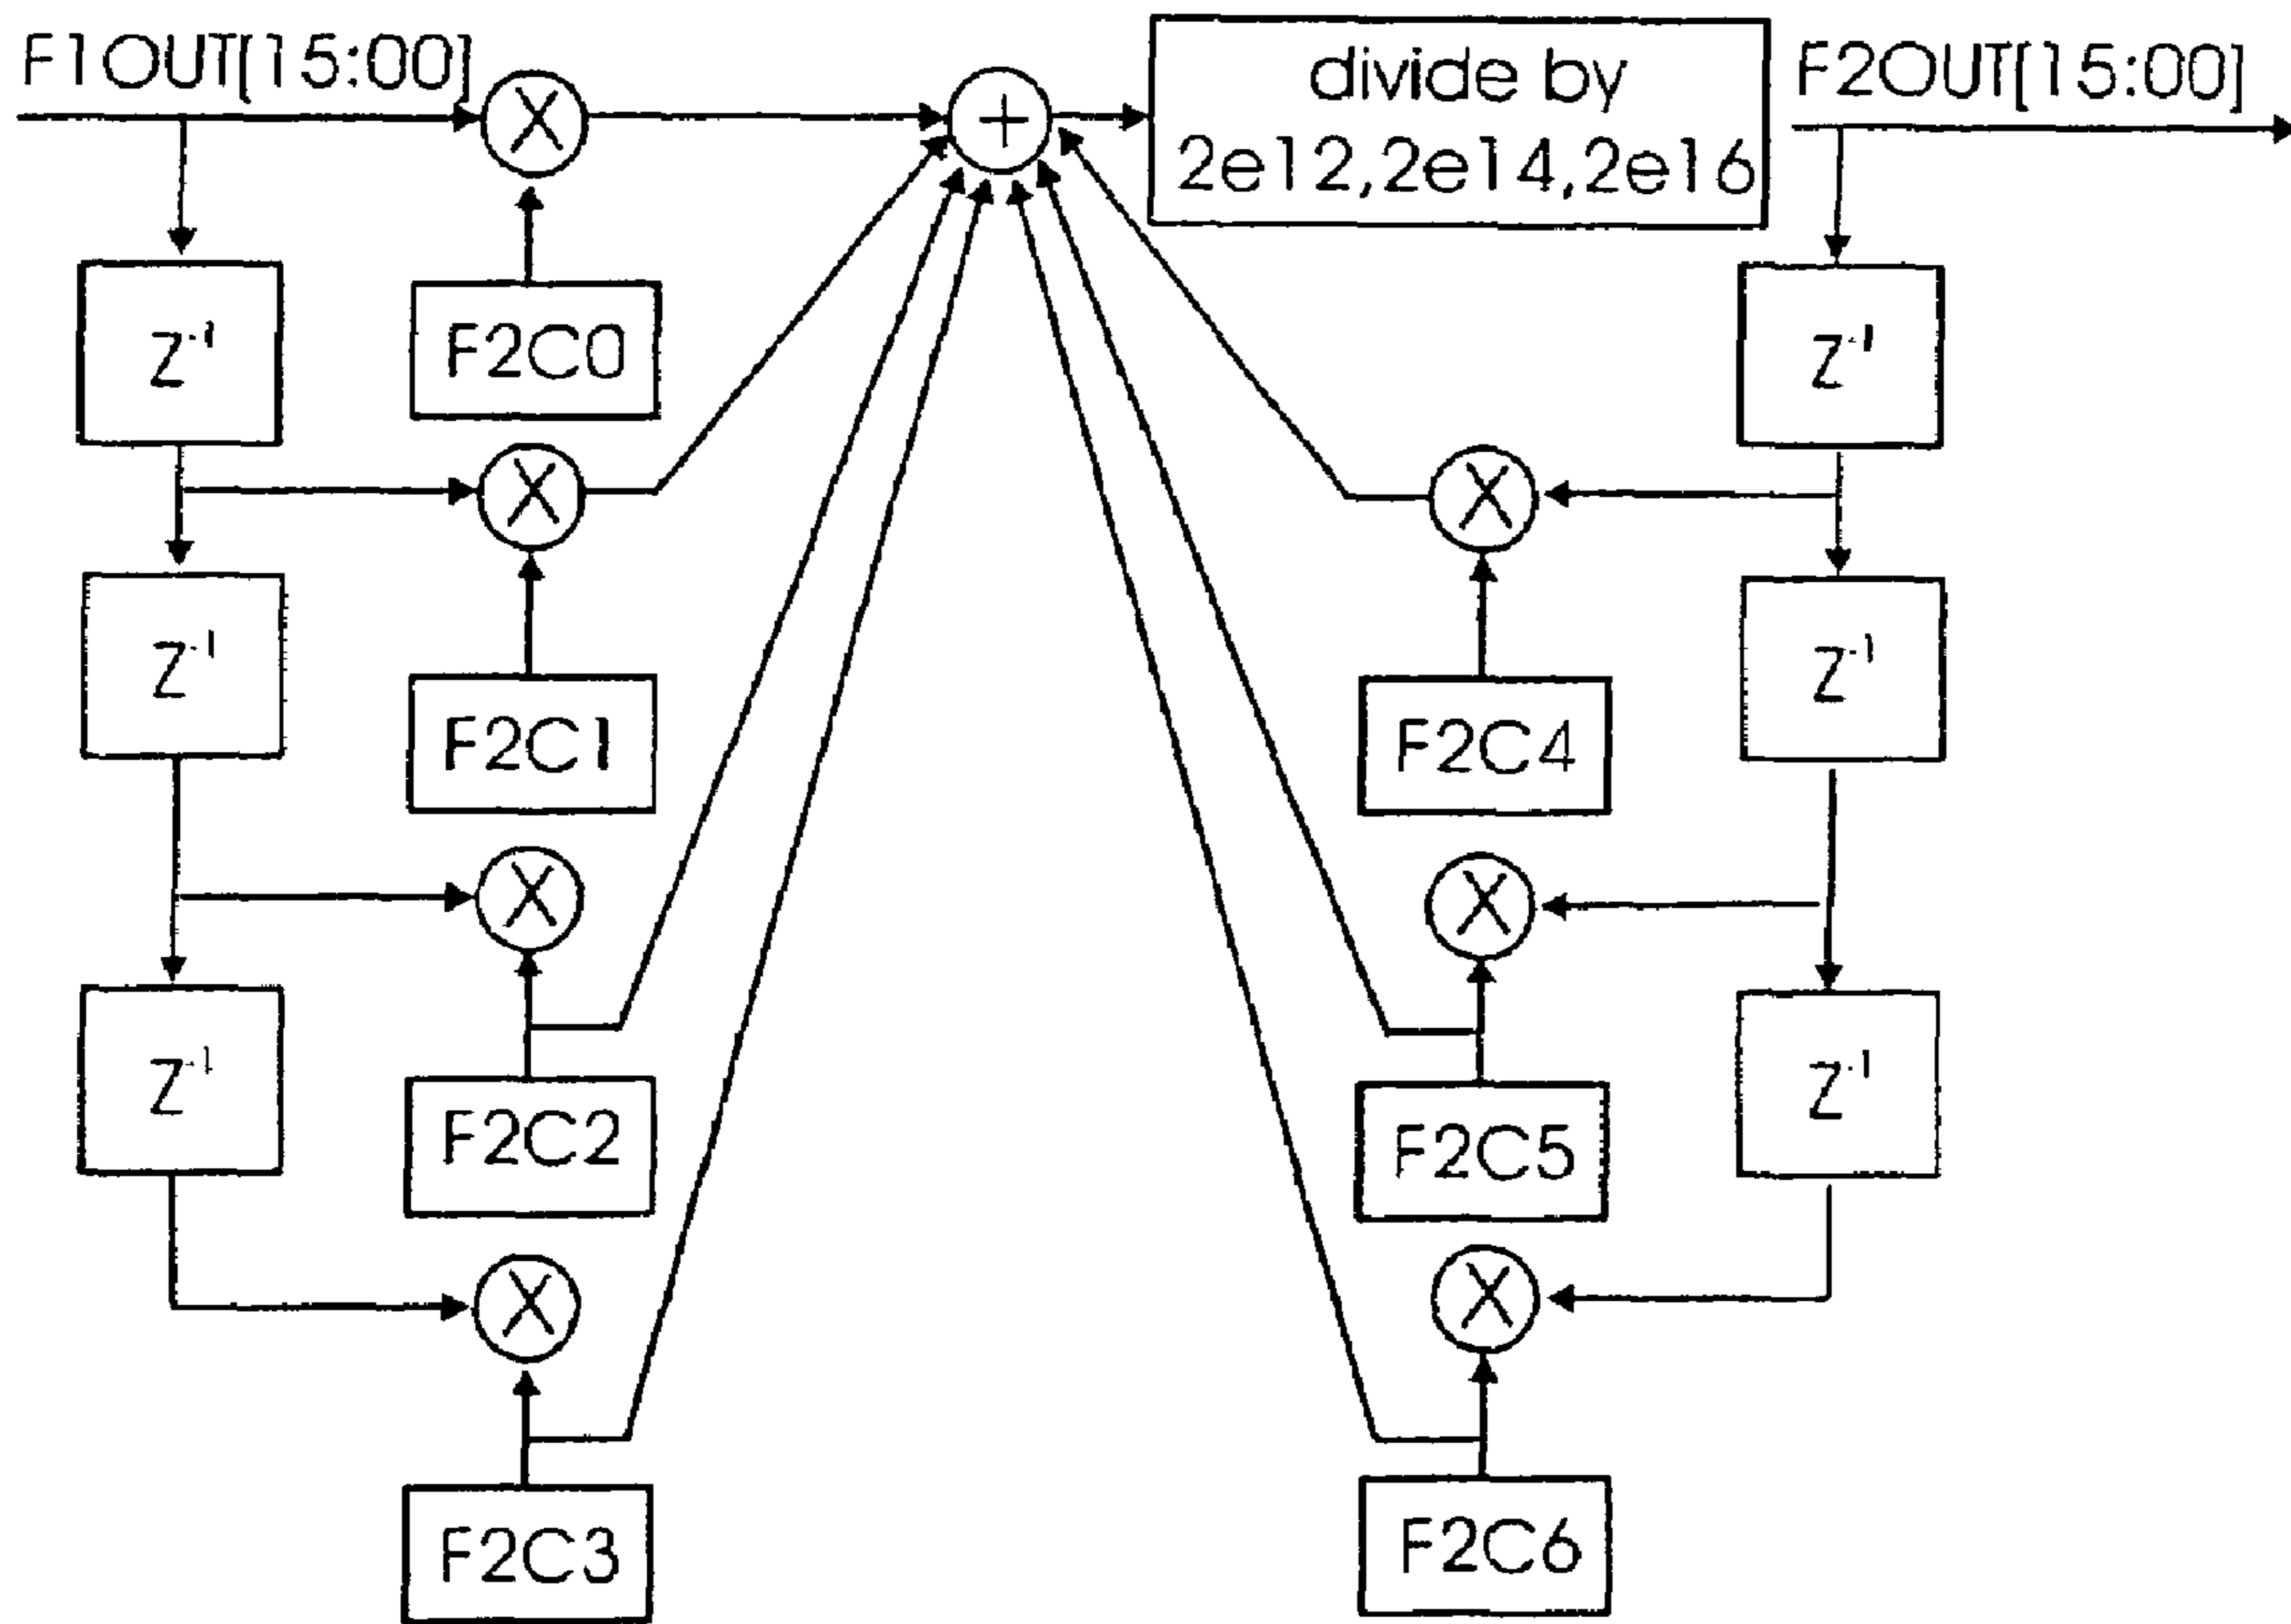 F1OUT[15:00]
X
+
divide by
2e12,2e14,2e16
F2OUT[15:00]
Z-1
F2C0
Z-1
X
X
Z-1
F2C1
Z-1
F2C4
X
X
Z-1
F2C2
Z-1
F2C5
X
X
F2C3
F2C6